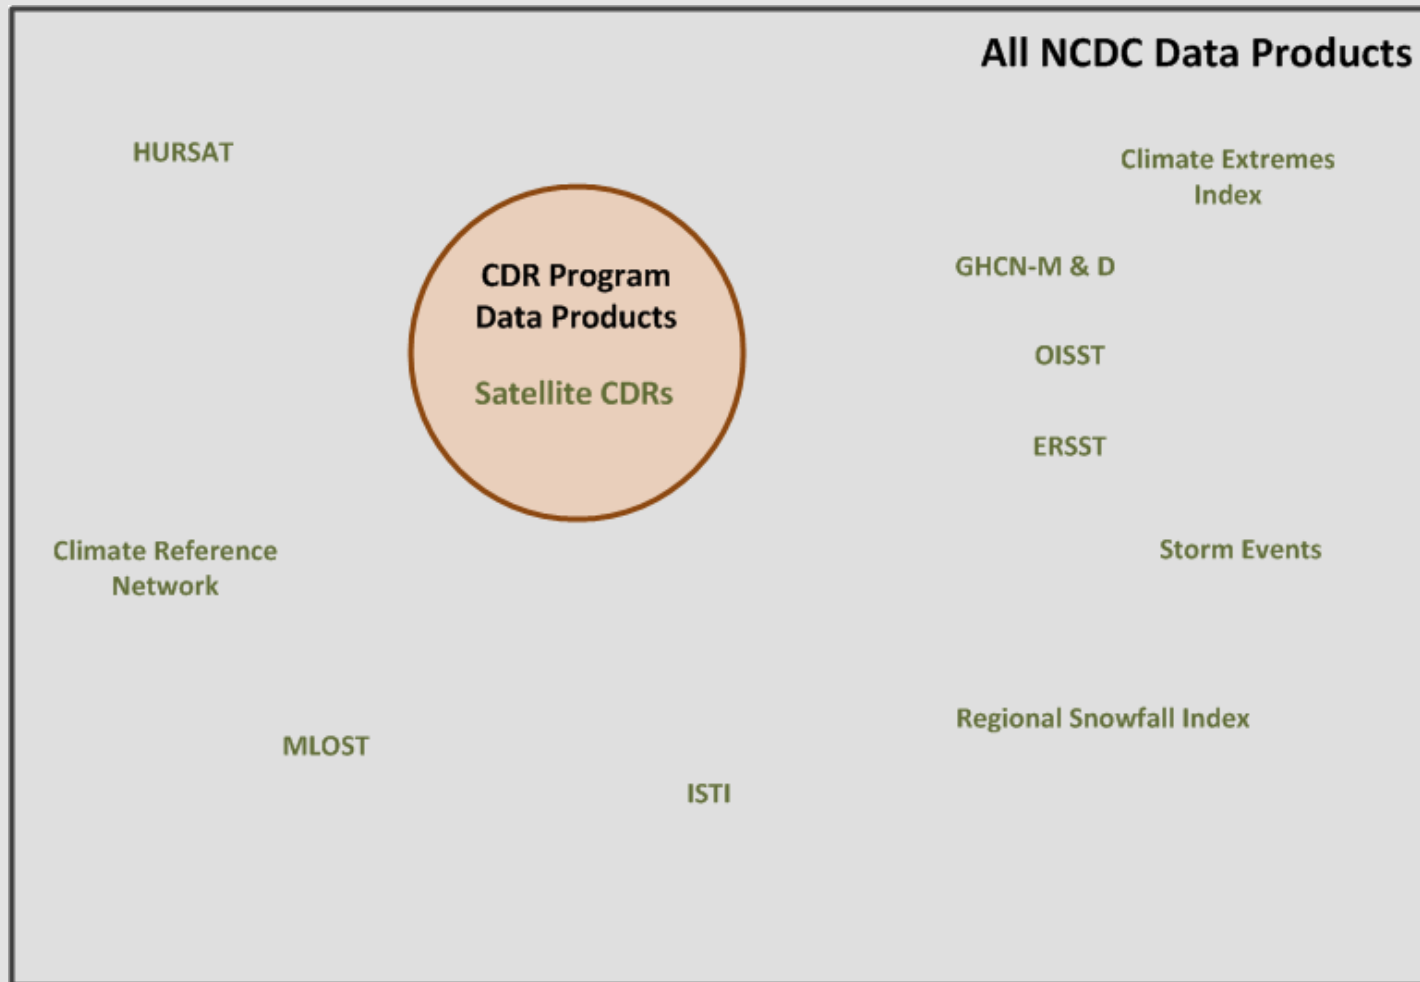 All NCDC Data Products
HURSAT
Climate Extremes
Index
CDR Program
Data Products
Satellite CDRs
GHCN-M & D
OISST
ERSST
Climate Reference
Network
Storm Events
Regional Snowfall Index
MLOST
ISTI